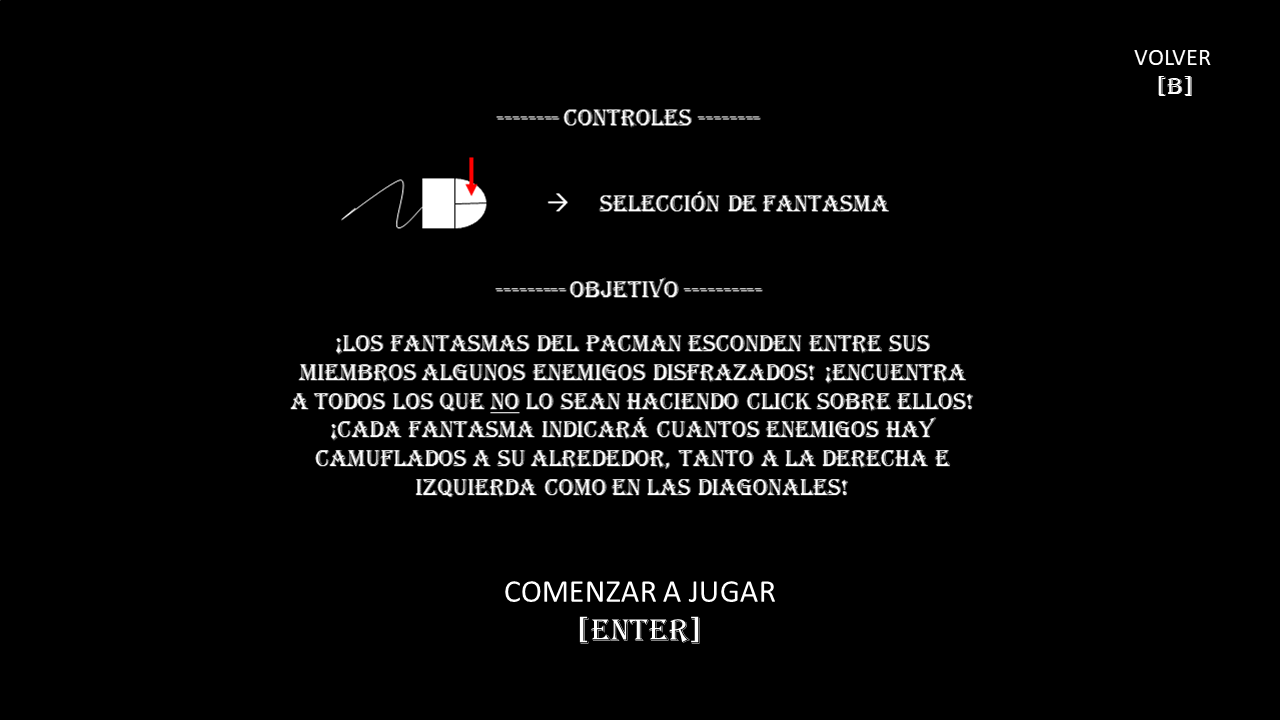 VOLVER
[B]
-------- CONTROLES --------
→ SELECCIÓN DE FANTASMA
--------- OBJETIVO ----------
¡LOS FANTASMAS DEL PACMAN ESCONDEN ENTRE SUS
MIEMBROS ALGUNOS ENEMIGOS DISFRAZADOS! ¡ENCUENTRA
A TODOS LOS QUE NO LO SEAN HACIENDO CLICK SOBRE ELLOS!
¡CADA FANTASMA INDICARÁ CUANTOS ENEMIGOS HAY
CAMUFLADOS A SU ALREDEDOR, TANTO A LA DERECHA E
IZQUIERDA COMO EN LAS DIAGONALES!
COMENZAR A JUGAR
[ENTER]